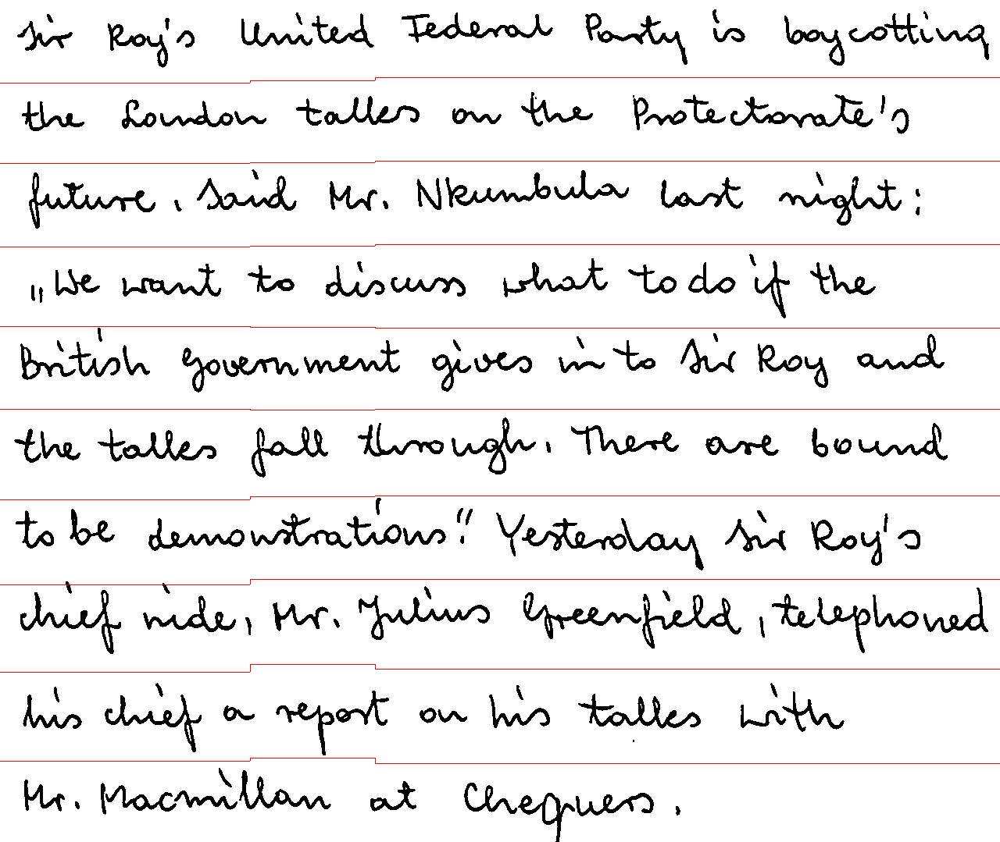 Sir Roy's United Federal Party is boycotting
the London talks on the Protectorate's
future. Said Mr. Nkumbula last night:
„We want to discuss what to do if the
British Government gives in to Sir Roy and
the talks fall through. There are bound
to be demonstrations." Yesterday Sir Roy's
chief aide, Mr. Julius Greenfield, telephoned
his chief a report on his talks with
Mr. Macmillan at Chequers.